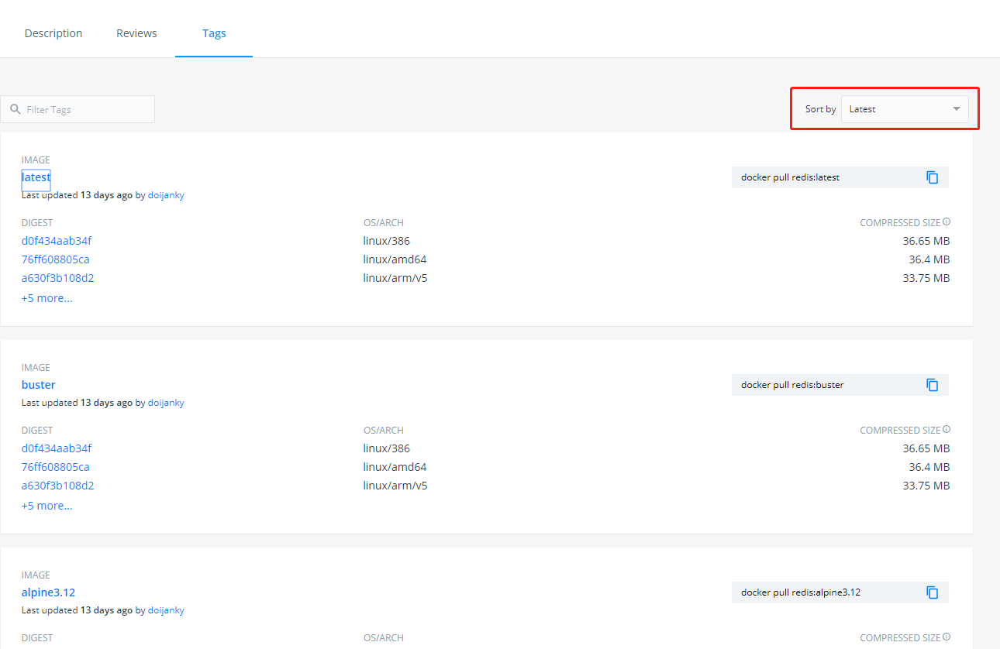 Description Reviews Tags
Filter Tags Sort by Latest
IMAGE
latest docker pull redis:latest
Last updated 13 days ago by doijanky
DIGEST OS/ARCH COMPRESSED SIZE
d0f434aab34f linux/386 36.65 MB
76ff608805ca linux/amd64 36.4 MB
a630f3b108d2 linux/arm/v5 33.75 MB
+5 more...
IMAGE
buster docker pull redis:buster
Last updated 13 days ago by doijanky
DIGEST OS/ARCH COMPRESSED SIZE
d0f434aab34f linux/386 36.65 MB
76ff608805ca linux/amd64 36.4 MB
a630f3b108d2 linux/arm/v5 33.75 MB
+5 more...
IMAGE
alpine3.12 docker pull redis:alpine3.12
Last updated 13 days ago by doijanky
DIGEST OS/ARCH COMPRESSED SIZE